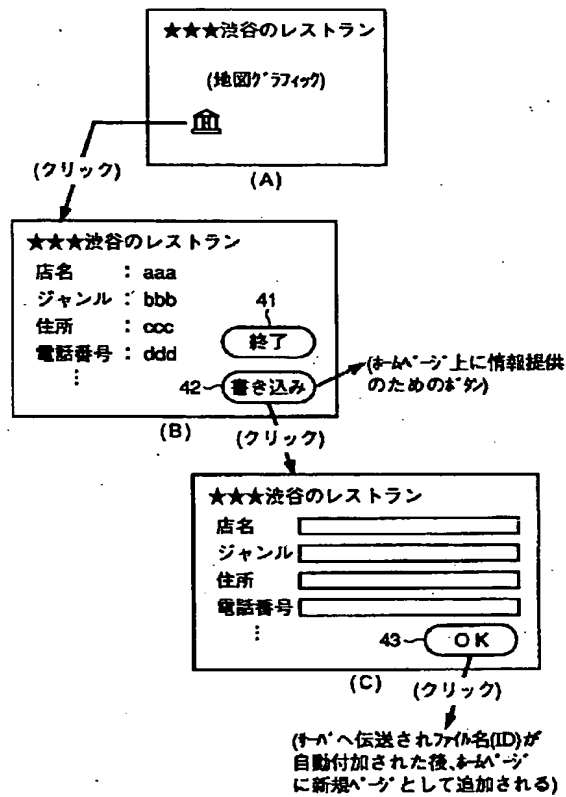 ★★★渋谷のレストラン
(地図グラフィック)
(クリック)
(A)
★★★渋谷のレストラン
店名 : aaa
ジャンル : bbb
住所 : ccc
電話番号 : ddd
⋮
41
終了
42
書き込み
(ホームページ上に情報提供
のためのボタン)
(B)
(クリック)
★★★渋谷のレストラン
店名
ジャンル
住所
電話番号
⋮
43
OK
(C)
(クリック)
(サーバへ伝送されファイル名(ID)が
自動付加された後、ホームページ
に新規ページとして追加される)